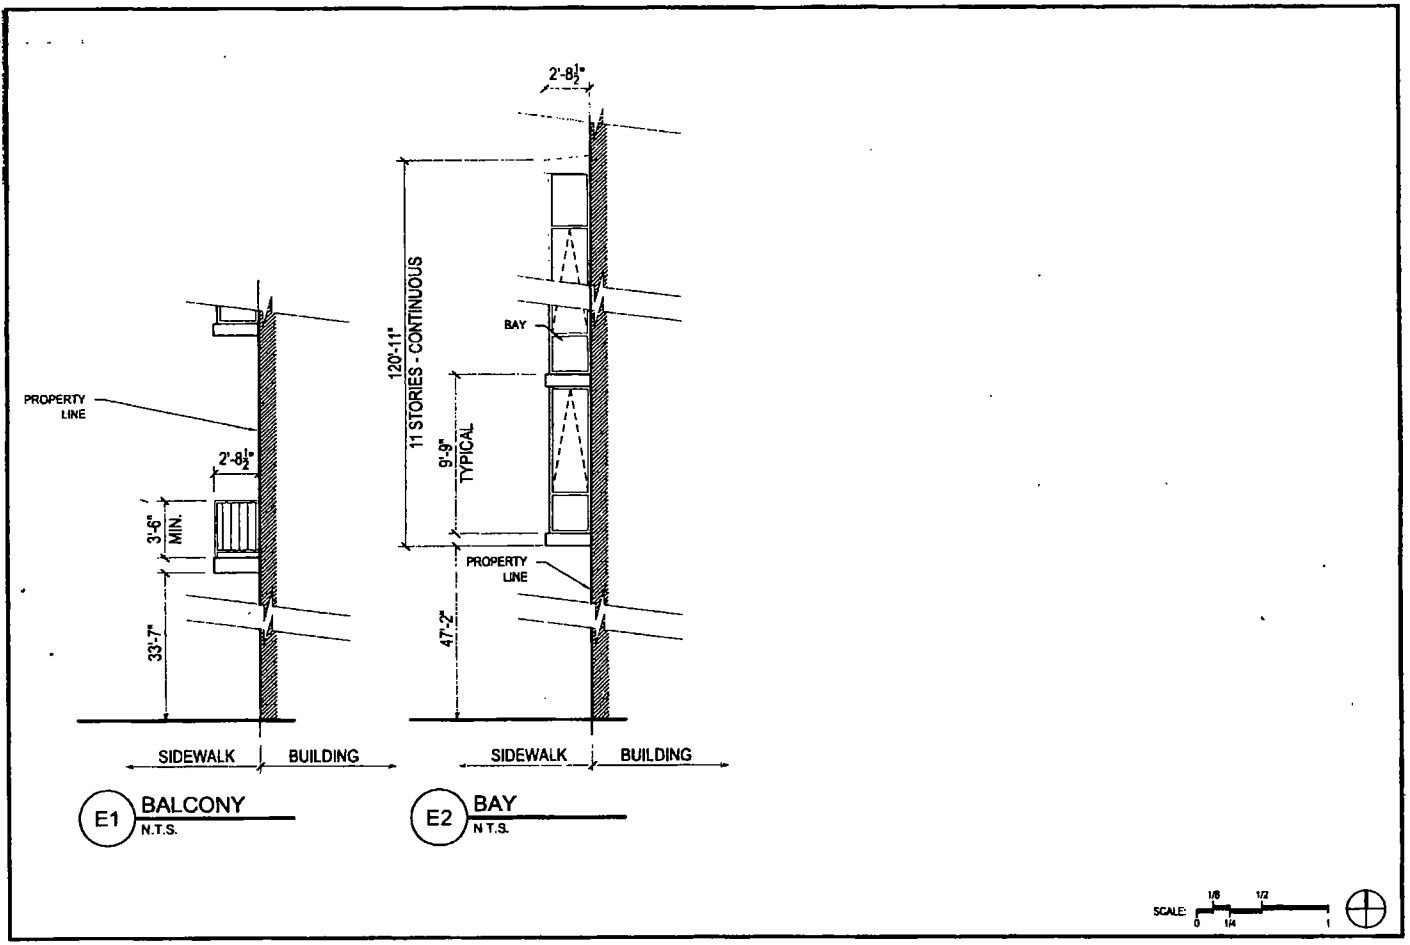 2'-8½"
120'-11"
11 STORIES - CONTINUOUS
BAY
9'-9"
TYPICAL
PROPERTY
LINE
47'-2"
PROPERTY
LINE
2'-8½"
3'-6"
MIN.
33'-7"
SIDEWALK
BUILDING
SIDEWALK
BUILDING
E1
BALCONY
N.T.S.
E2
BAY
N T.S.
SCALE:
0
1/8
1/4
1/2
1